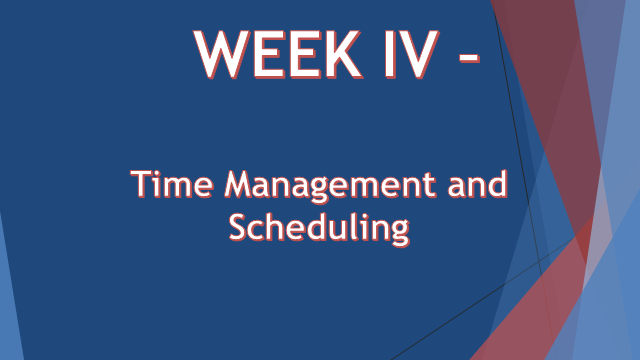 WEEK IV -
Time Management and
Scheduling